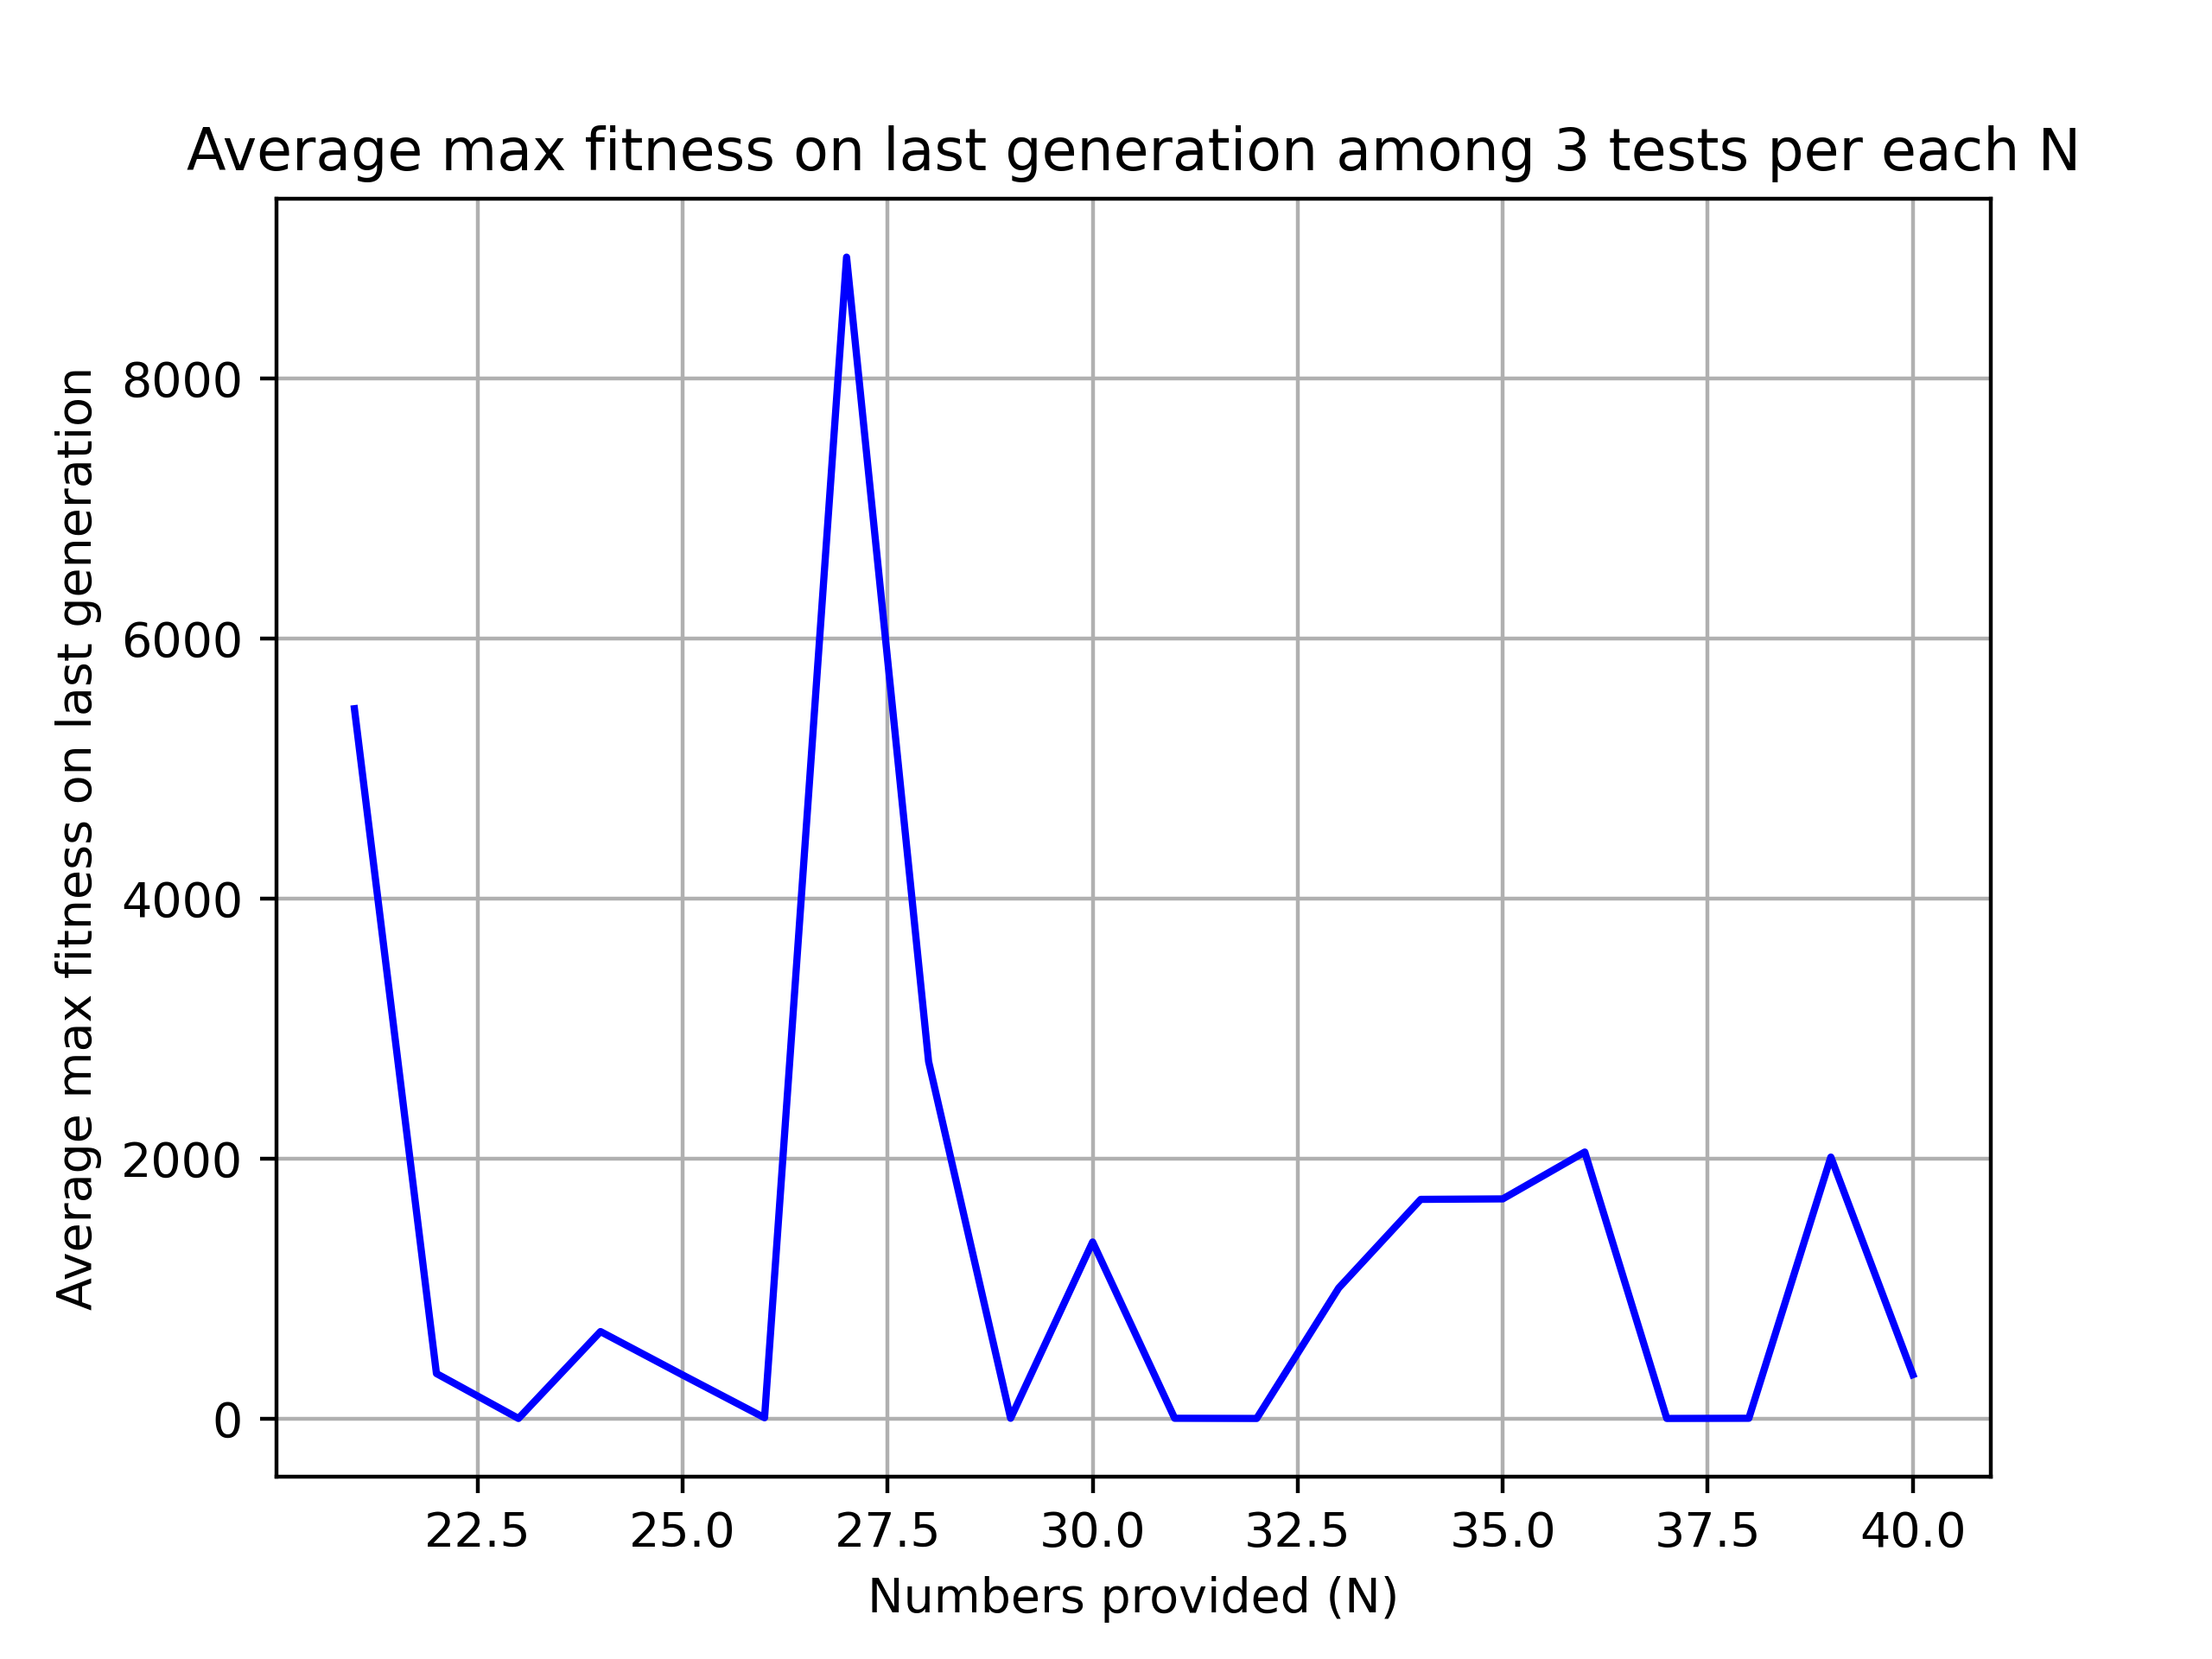 Average max fitness on last generation among 3 tests per each N
Average max fitness on last generation
8000
6000
4000
2000
0
22.5 25.0 27.5 30.0 32.5 35.0 37.5 40.0
Numbers provided (N)